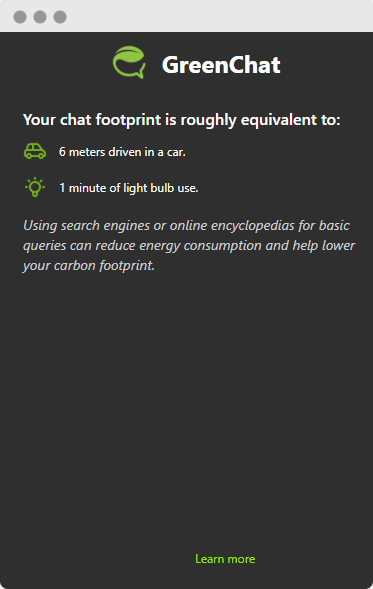 GreenChat
Your chat footprint is roughly equivalent to:
6 meters driven in a car.
1 minute of light bulb use.
Using search engines or online encyclopedias for basic
queries can reduce energy consumption and help lower
your carbon footprint.
Learn more